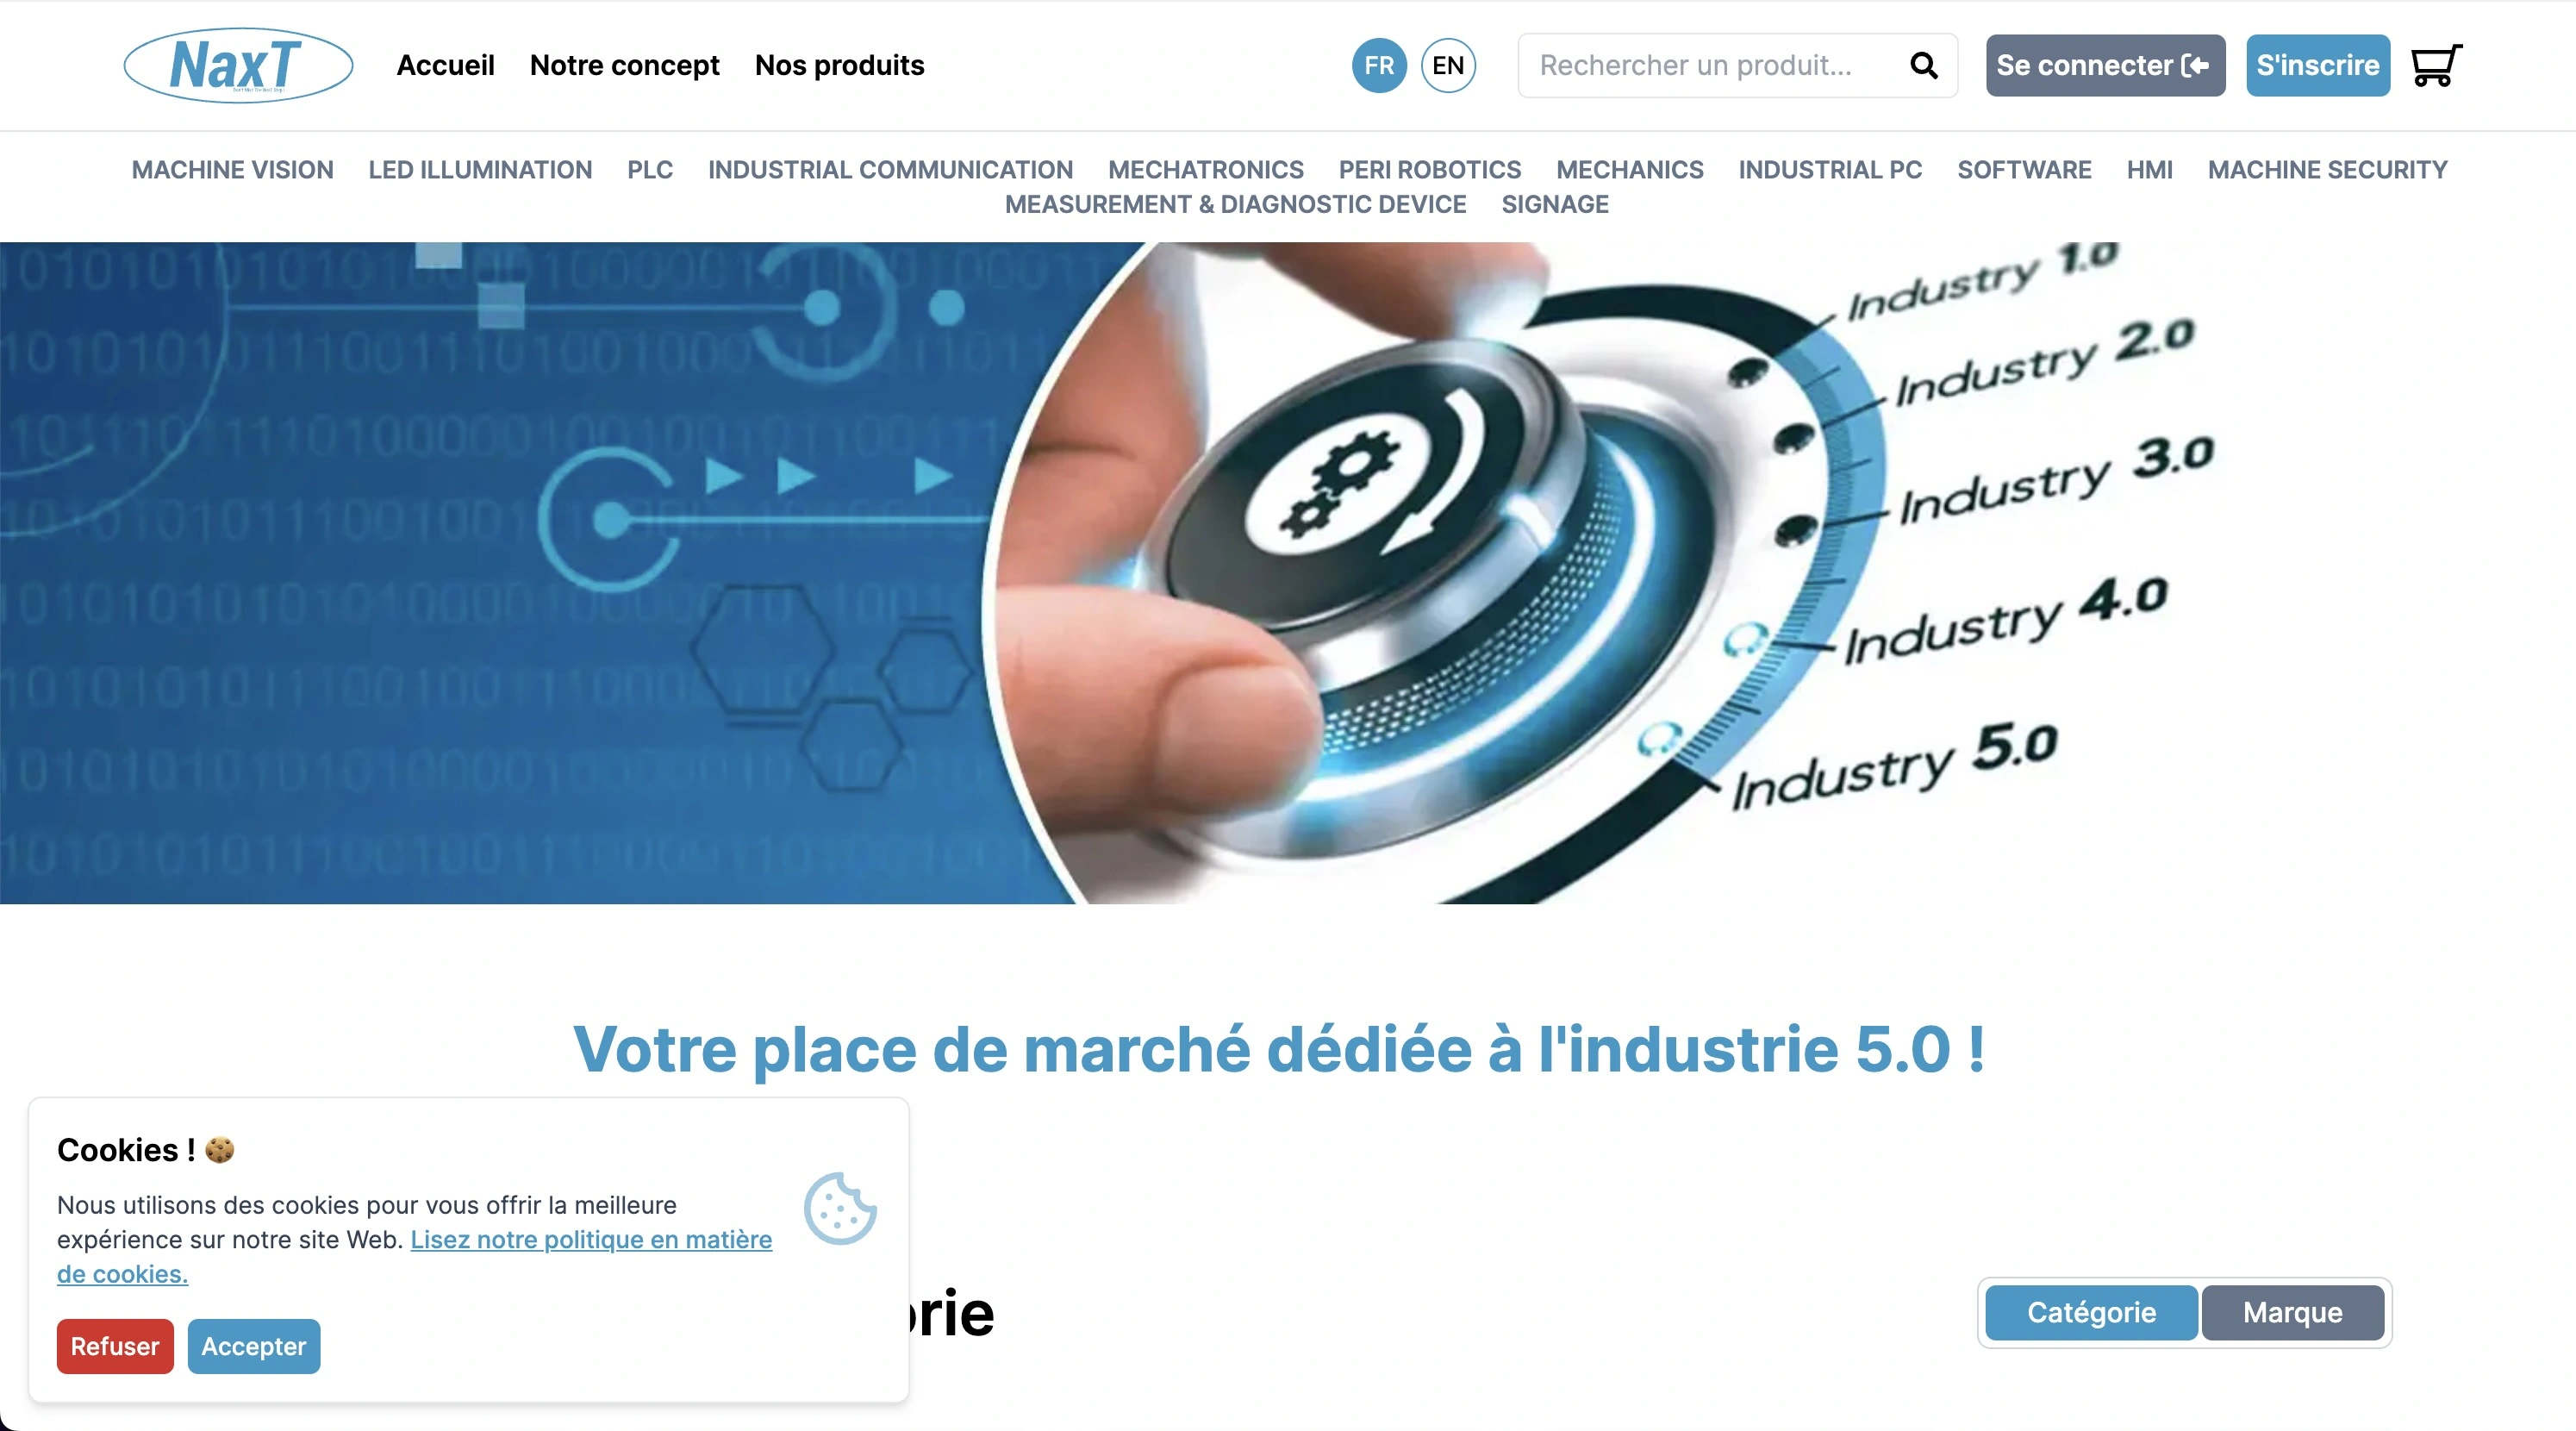 NaxT
Accueil
Notre concept
Nos produits
FR
EN
Rechercher un produit...
Se connecter
S'inscrire
MACHINE VISION
LED ILLUMINATION
PLC
INDUSTRIAL COMMUNICATION
MECHATRONICS
PERI ROBOTICS
MECHANICS
INDUSTRIAL PC
SOFTWARE
HMI
MACHINE SECURITY
MEASUREMENT & DIAGNOSTIC DEVICE
SIGNAGE
Industry 1.0
Industry 2.0
Industry 3.0
Industry 4.0
Industry 5.0
Votre place de marché dédiée à l'industrie 5.0 !
Cookies !
Nous utilisons des cookies pour vous offrir la meilleure
expérience sur notre site Web. Lisez notre politique en matière
de cookies.
Refuser
Accepter
rie
Catégorie
Marque